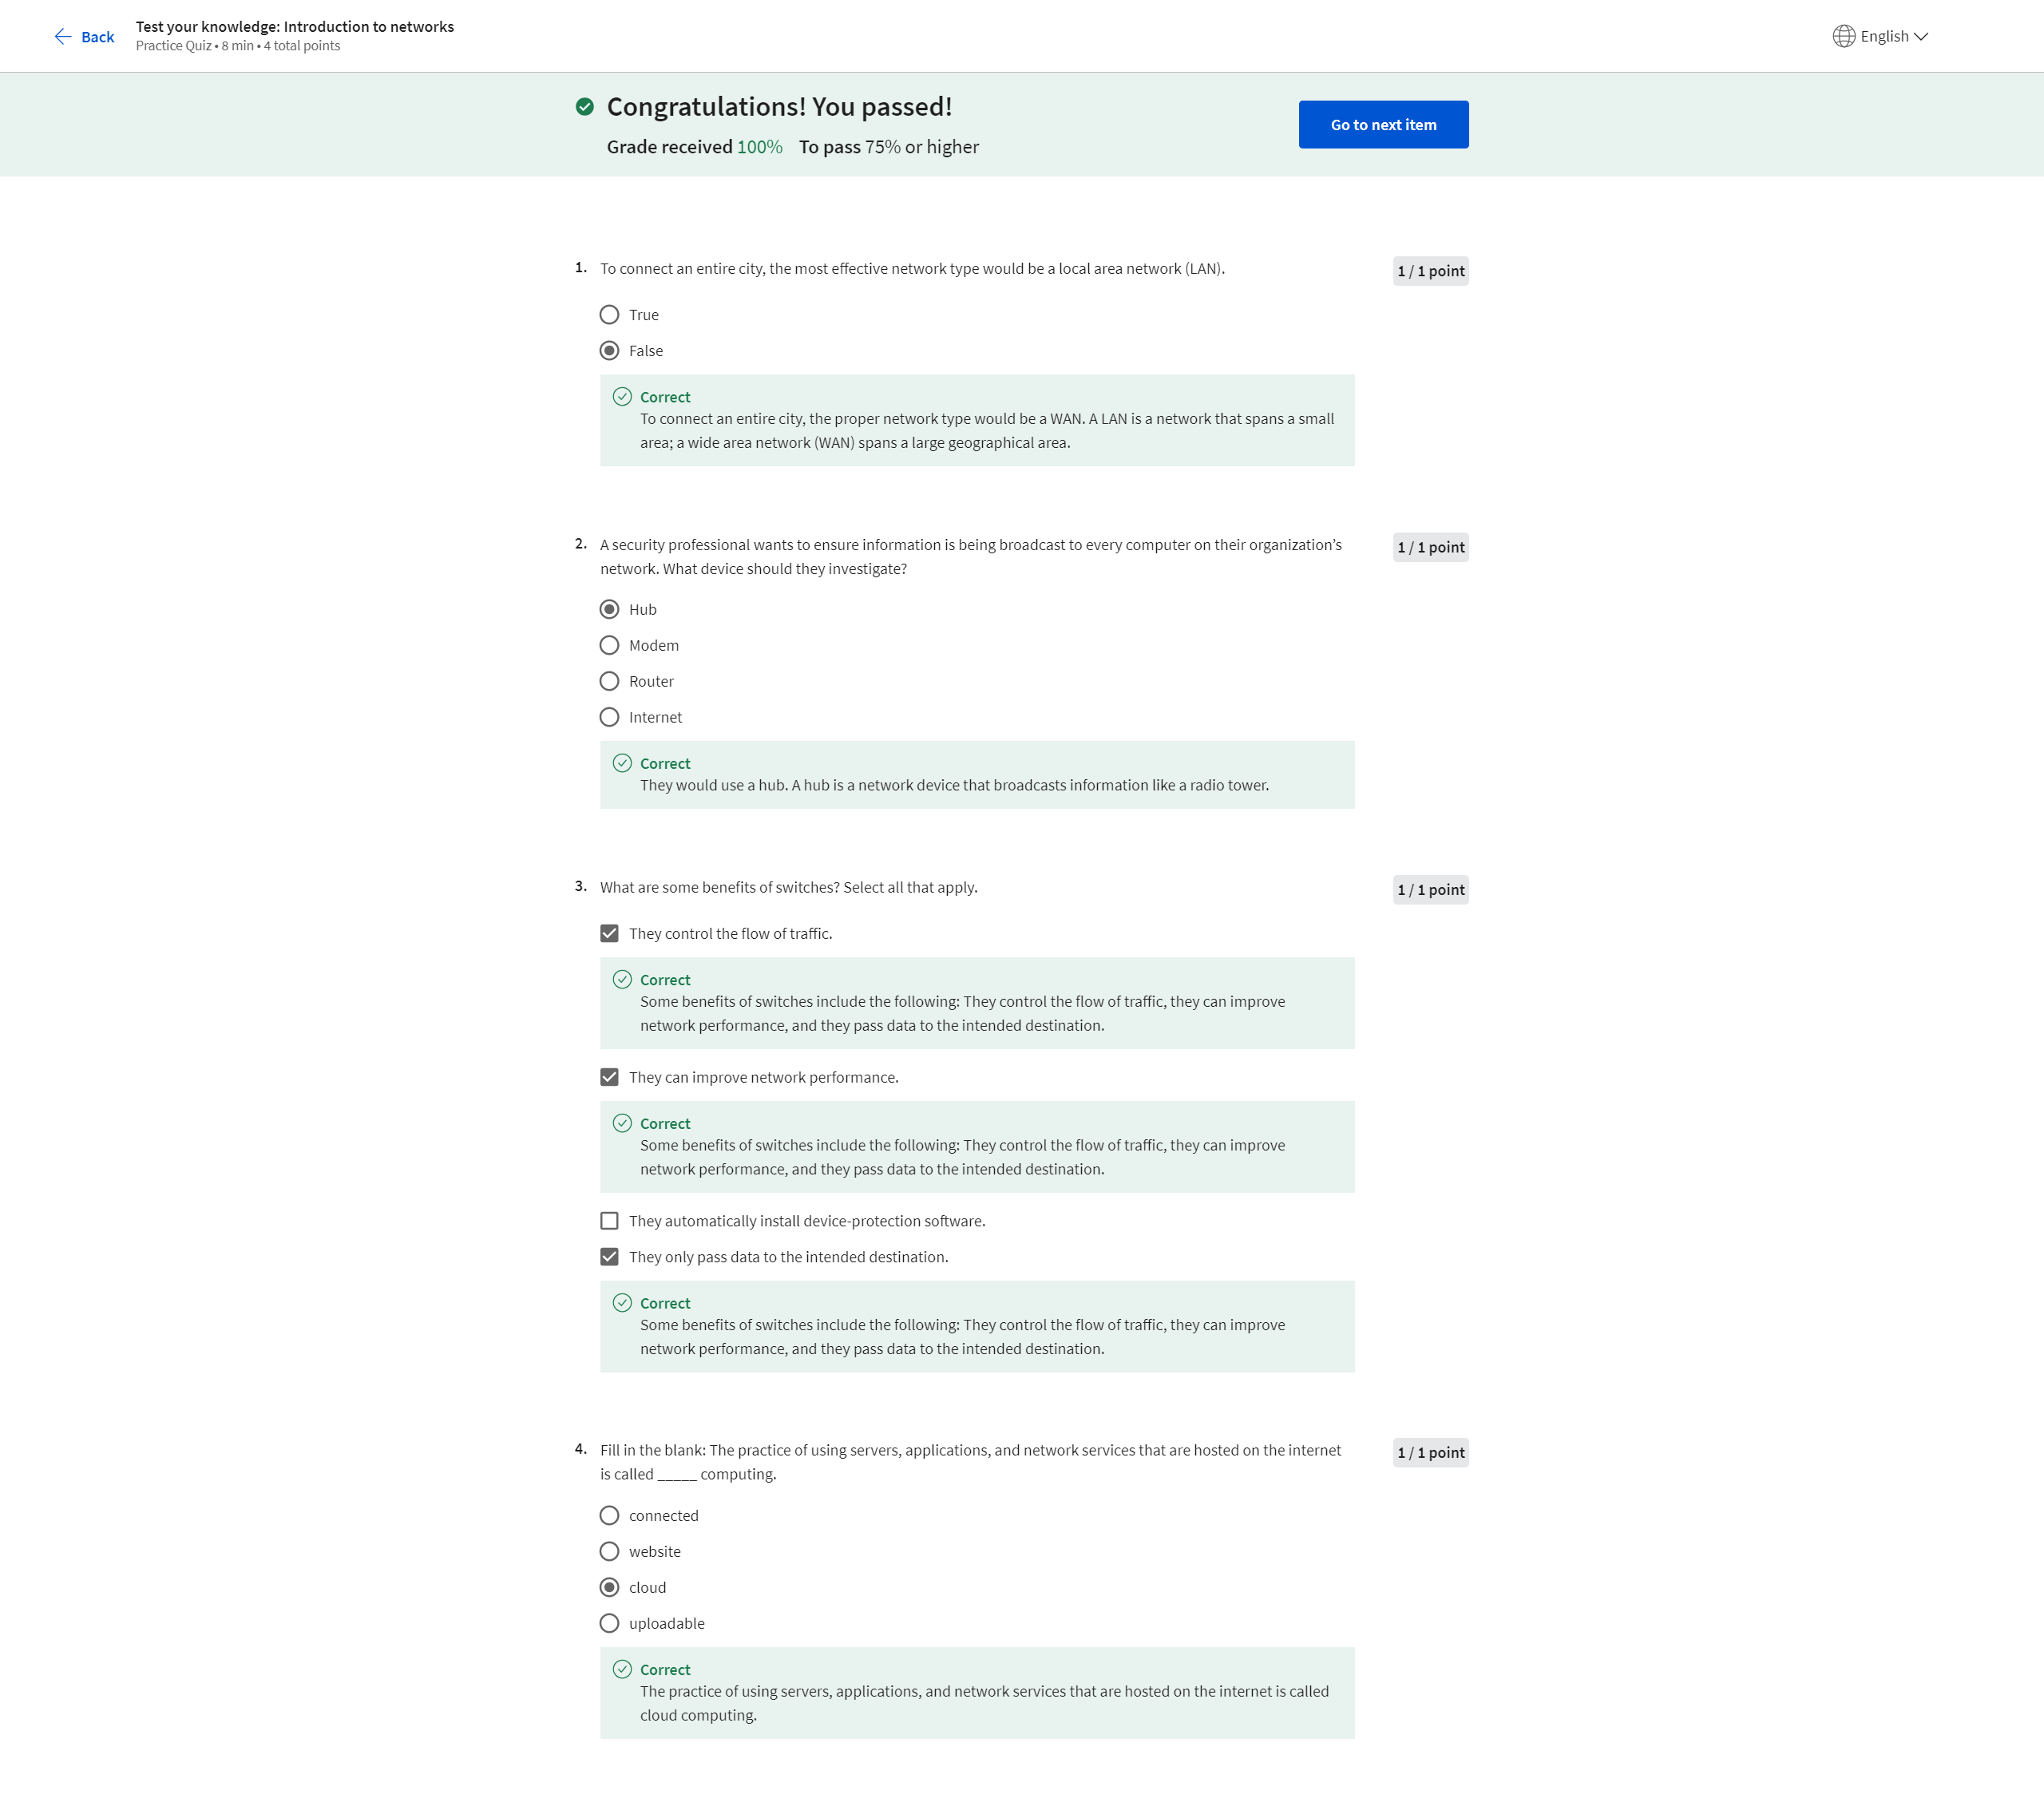 Back
Test your knowledge: Introduction to networks
Practice Quiz • 8 min • 4 total points
English
Congratulations! You passed!
Grade received 100% To pass 75% or higher
Go to next item
1. To connect an entire city, the most effective network type would be a local area network (LAN).
1 / 1 point
True
False
Correct
To connect an entire city, the proper network type would be a WAN. A LAN is a network that spans a small
area; a wide area network (WAN) spans a large geographical area.
2. A security professional wants to ensure information is being broadcast to every computer on their organization’s
network. What device should they investigate?
1 / 1 point
Hub
Modem
Router
Internet
Correct
They would use a hub. A hub is a network device that broadcasts information like a radio tower.
3. What are some benefits of switches? Select all that apply.
1 / 1 point
They control the flow of traffic.
Correct
Some benefits of switches include the following: They control the flow of traffic, they can improve
network performance, and they pass data to the intended destination.
They can improve network performance.
Correct
Some benefits of switches include the following: They control the flow of traffic, they can improve
network performance, and they pass data to the intended destination.
They automatically install device-protection software.
They only pass data to the intended destination.
Correct
Some benefits of switches include the following: They control the flow of traffic, they can improve
network performance, and they pass data to the intended destination.
4. Fill in the blank: The practice of using servers, applications, and network services that are hosted on the internet
is called _____ computing.
1 / 1 point
connected
website
cloud
uploadable
Correct
The practice of using servers, applications, and network services that are hosted on the internet is called
cloud computing.